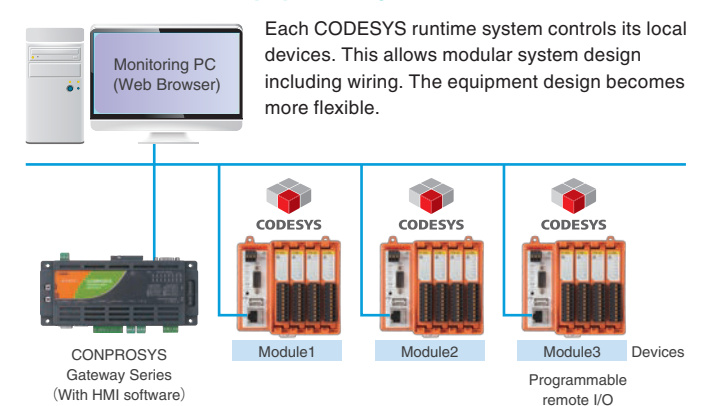 Each CODESYS runtime system controls its local
devices. This allows modular system design
including wiring. The equipment design becomes
more flexible.
Monitoring PC
(Web Browser)
CODESYS
CODESYS
CODESYS
CONPROSYS
Gateway Series
(With HMI software)
Module1
Module2
Module3
Devices
Programmable
remote I/O